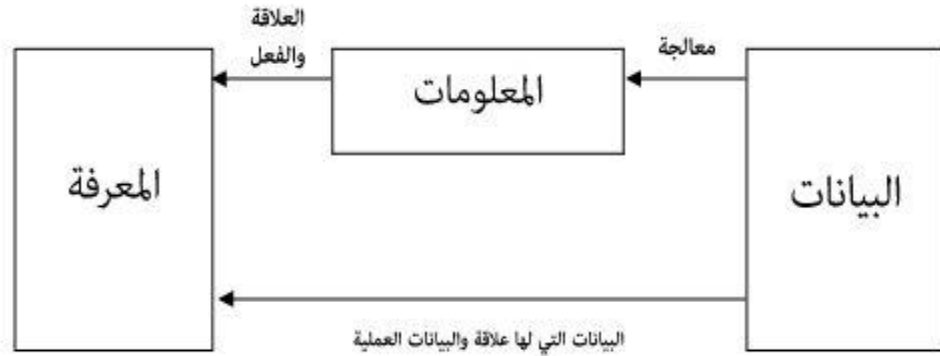 البيانات
معالجة
المعلومات
العلاقة
والفعل
المعرفة
البيانات التي لها علاقة والبيانات العملية